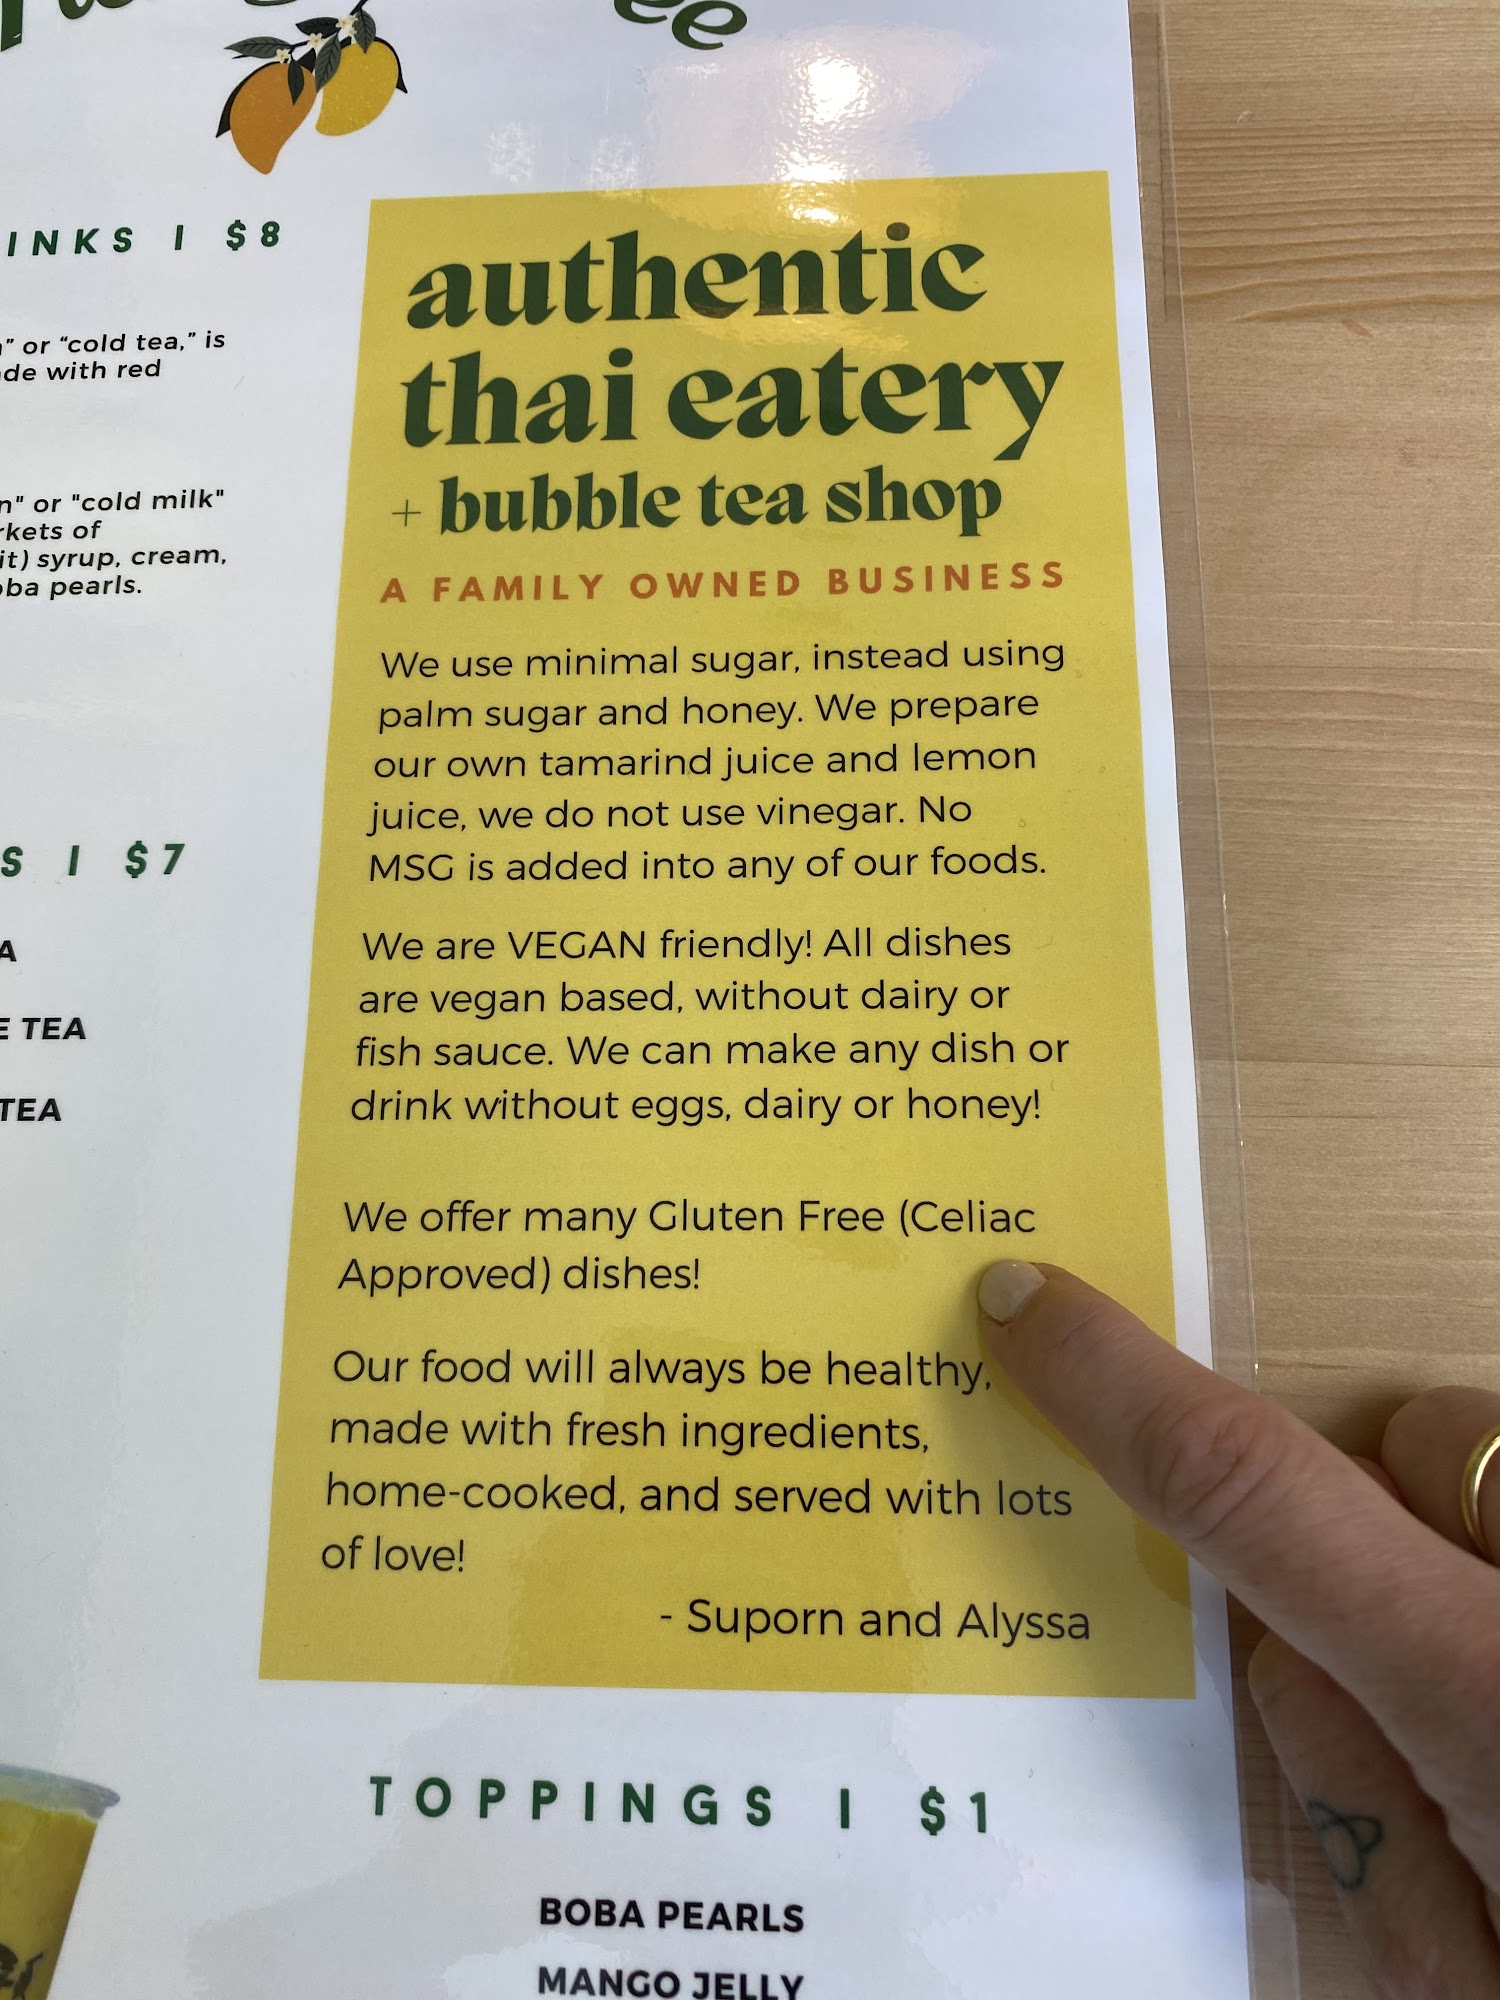 ee
INKS I $8
" or “cold tea,” is
de with red
n" or "cold milk"
rkets of
it) syrup, cream,
ba pearls.
S I $7
A
E TEA
TEA
authentic
thai eatery
+ bubble tea shop
A FAMILY OWNED BUSINESS
We use minimal sugar, instead using
palm sugar and honey. We prepare
our own tamarind juice and lemon
juice, we do not use vinegar. No
MSG is added into any of our foods.
We are VEGAN friendly! All dishes
are vegan based, without dairy or
fish sauce. We can make any dish or
drink without eggs, dairy or honey!
We offer many Gluten Free (Celiac
Approved) dishes!
Our food will always be healthy,
made with fresh ingredients,
home-cooked, and served with lots
of love!
- Suporn and Alyssa
TOPPINGS I $1
BOBA PEARLS
MANGO JELLY